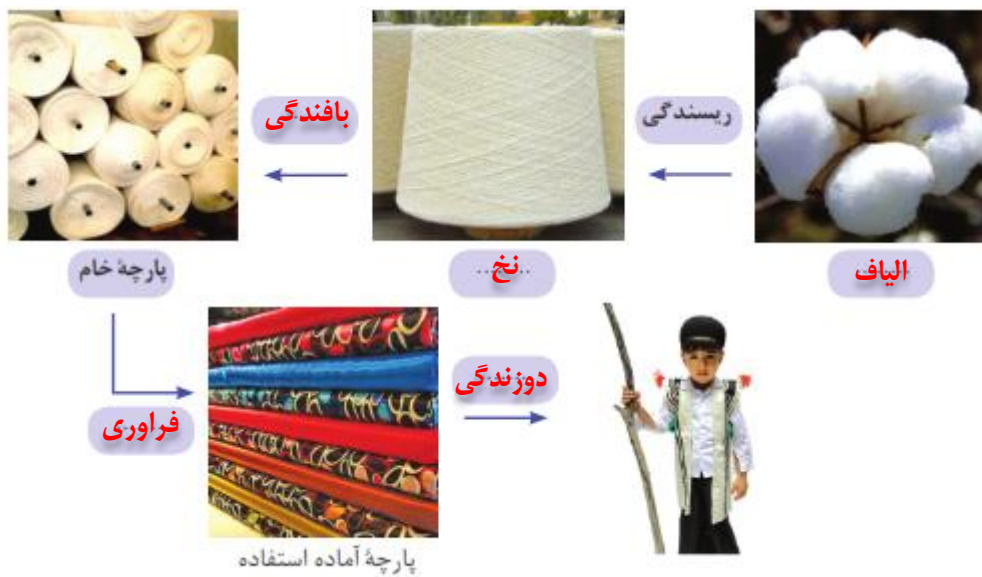 ریسندگی
بافندگی
الیاف
نخ
پارچهٔ خام
فراوری
دوزندگی
پارچهٔ آماده استفاده